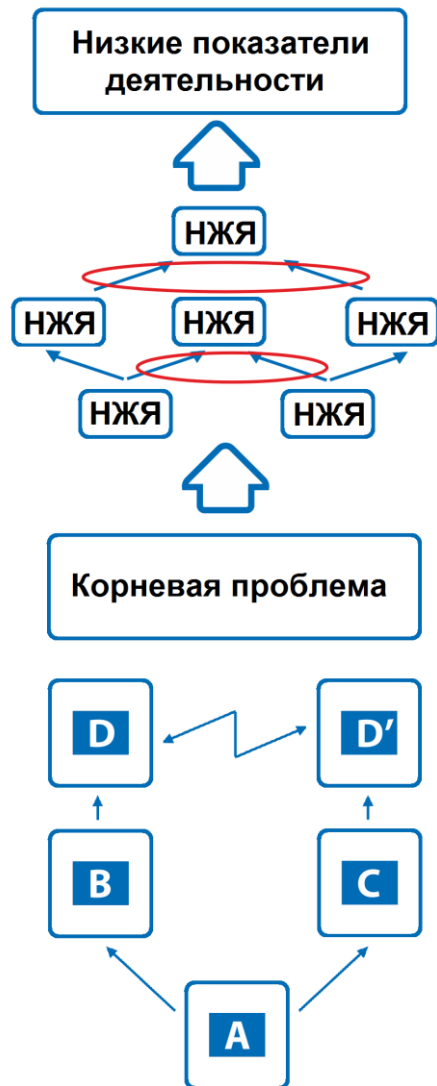 Низкие показатели
деятельности
НЖЯ
НЖЯ НЖЯ НЖЯ
НЖЯ НЖЯ
Корневая проблема
D D′
B C
A